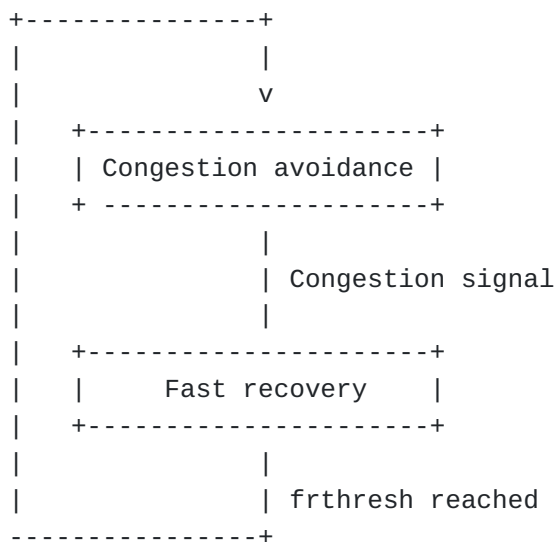 Congestion avoidance
Congestion signal
Fast recovery
frthresh reached